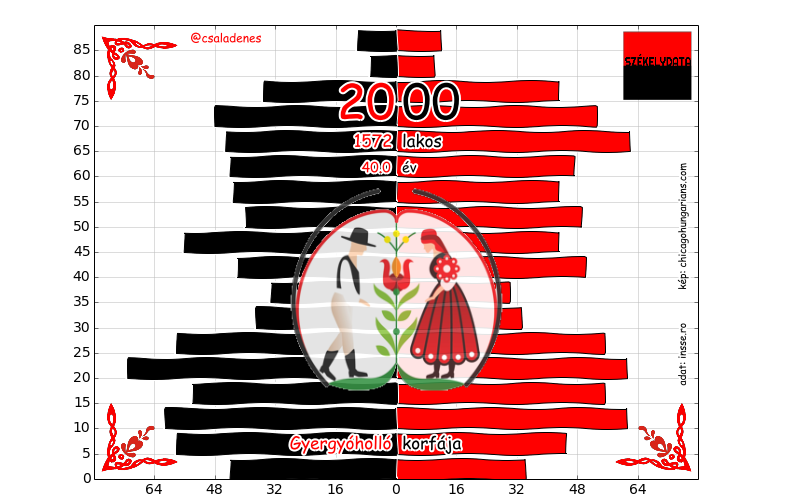 @csaladenes
SZÉKELYDATA
2000
1572 lakos
40.0 év
kép: chicagohungarians.com
adat: insse.ro
Gyergyóholló korfája
85
80
75
70
65
60
55
50
45
40
35
30
25
20
15
10
5
0
64 48 32 16 0 16 32 48 64